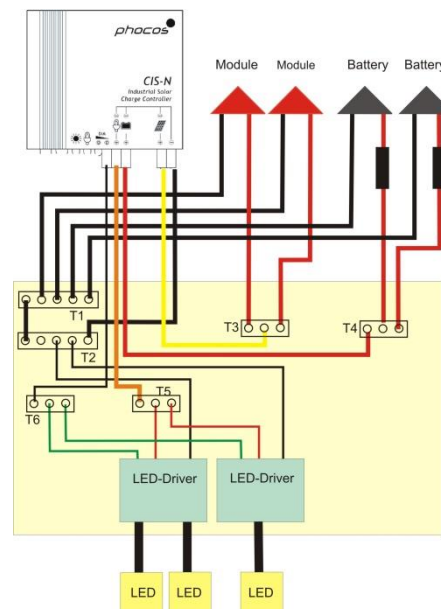 phocos
CIS-N
Industrial Solar
Charge Controller
Module
Module
Battery
Battery
T1
T2
T3
T4
T5
T6
LED-Driver
LED-Driver
LED
LED
LED